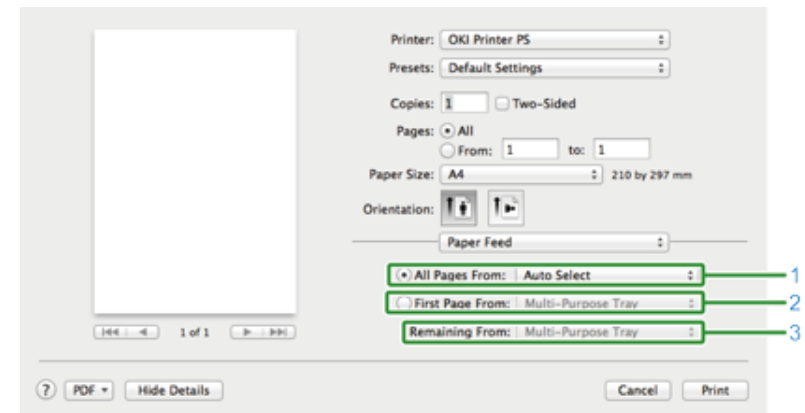 Printer: OKI Printer PS
Presets: Default Settings
Copies: 1 Two-Sided
Pages: All
From: 1 to: 1
Paper Size: A4 210 by 297 mm
Orientation:
Paper Feed
All Pages From: Auto Select 1
First Page From: Multi-Purpose Tray 2
Remaining From: Multi-Purpose Tray 3
1 of 1
? PDF Hide Details Cancel Print